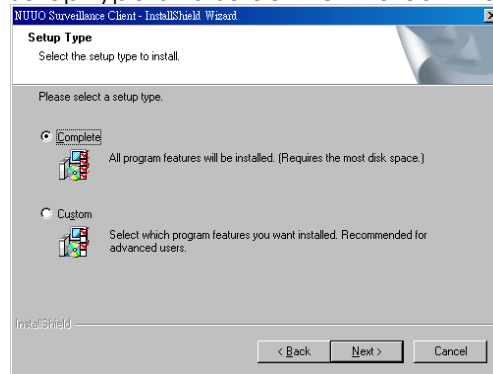 NUUO Surveillance Client - InstallShield Wizard
Setup Type
Select the setup type to install.
Please select a setup type.
Complete
All program features will be installed. (Requires the most disk space.)
Custom
Select which program features you want installed. Recommended for
advanced users.
InstallShield
< Back
Next >
Cancel